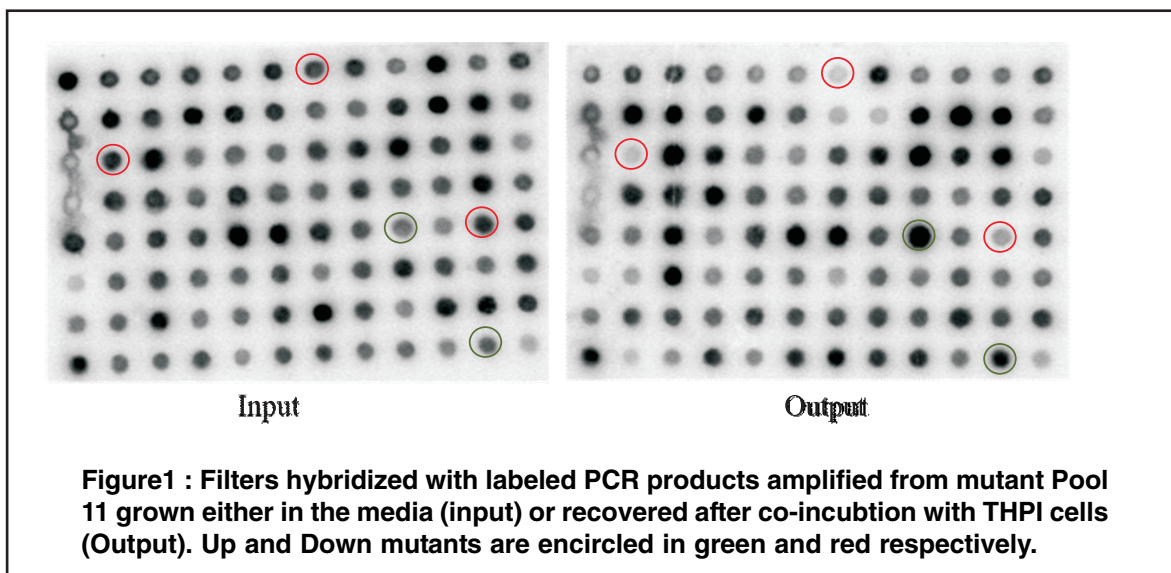 Input
Output
Figure1 : Filters hybridized with labeled PCR products amplified from mutant Pool
11 grown either in the media (input) or recovered after co-incubtion with THPI cells
(Output). Up and Down mutants are encircled in green and red respectively.